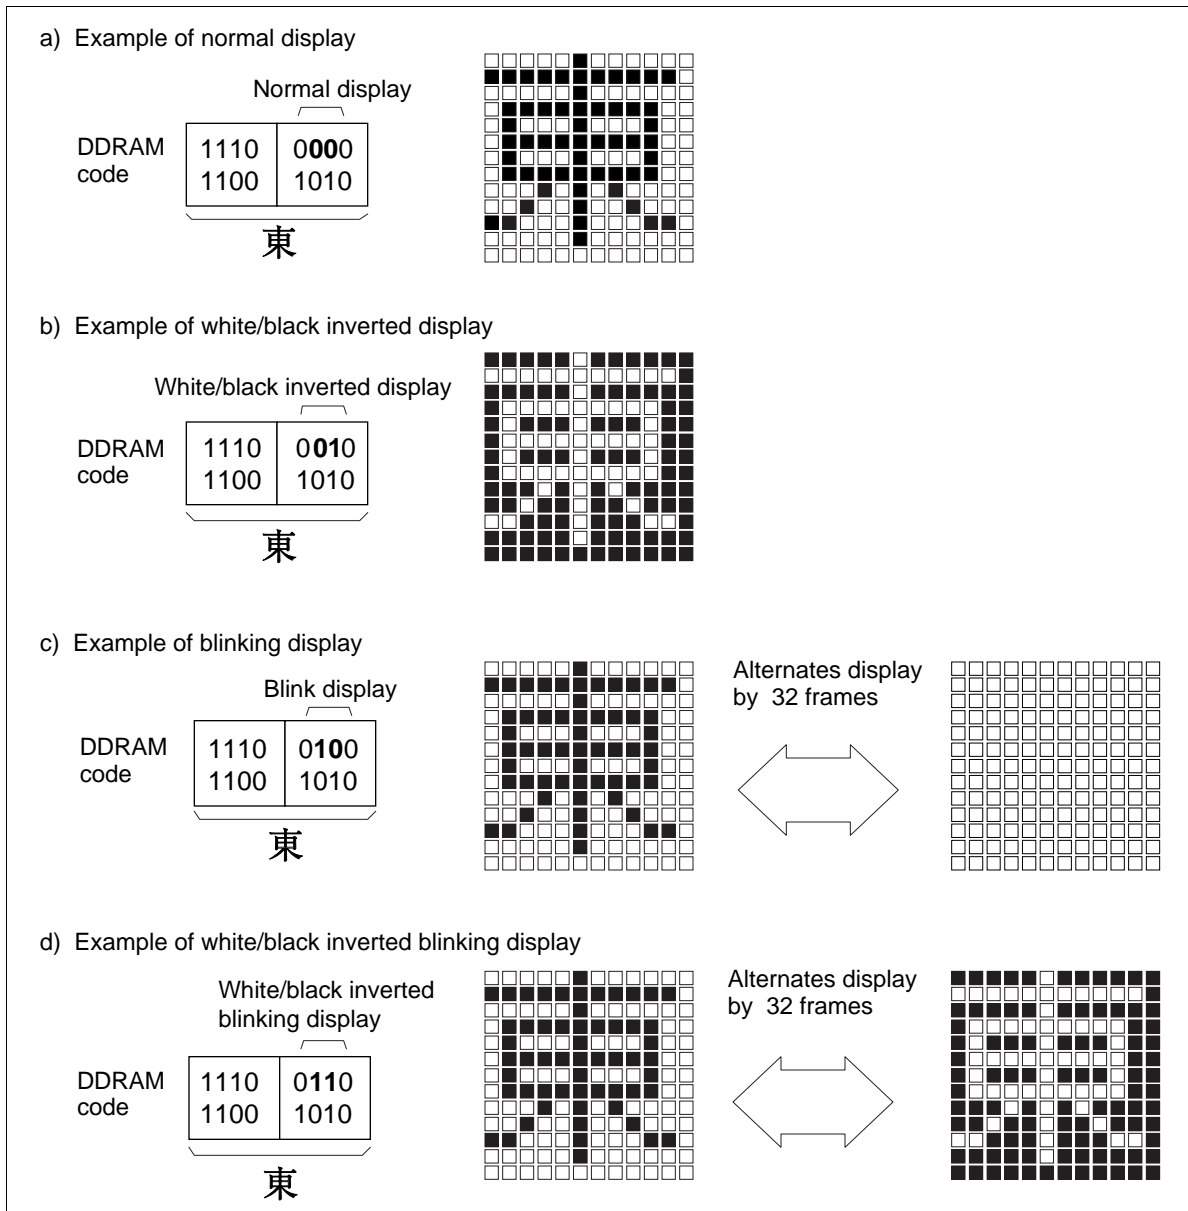 a) Example of normal display
Normal display
DDRAM
code
1110 0000
1100 1010
東
b) Example of white/black inverted display
White/black inverted display
DDRAM
code
1110 0010
1100 1010
東
c) Example of blinking display
Blink display
DDRAM
code
1110 0100
1100 1010
東
Alternates display
by 32 frames
d) Example of white/black inverted blinking display
White/black inverted
blinking display
DDRAM
code
1110 0110
1100 1010
東
Alternates display
by 32 frames